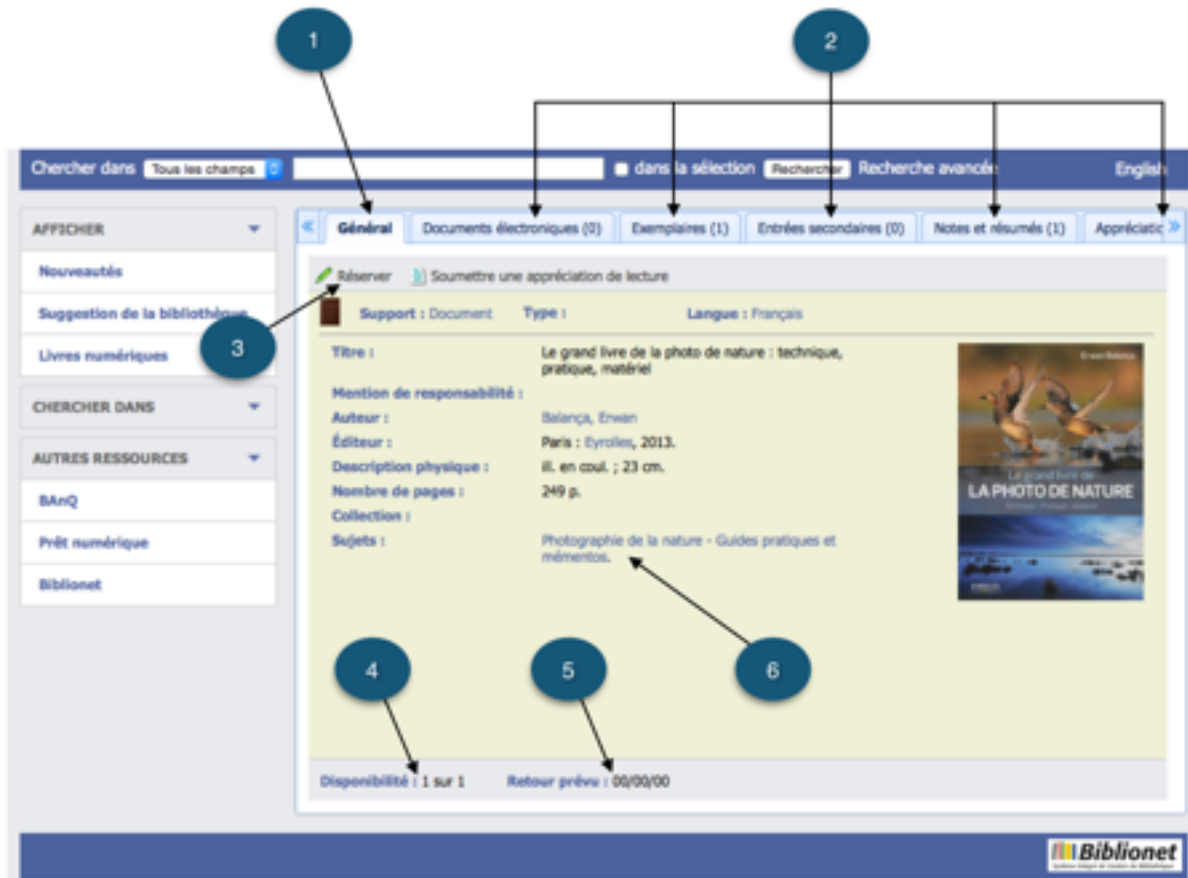 1
2
Chercher dans Tous les champs dans la sélection Rechercher Recherche avancée English
AFFICHER
Nouveautés
Suggestion de la bibliothèque
Livres numériques
CHERCHER DANS
AUTRES RESSOURCES
BAnQ
Prêt numérique
Biblionet
3
« Général Documents électroniques (0) Exemplaires (1) Entrées secondaires (0) Notes et résumés (1) Appréciatic »
Réserver Soumettre une appréciation de lecture
Support : Document Type : Langue : Français
Titre : Le grand livre de la photo de nature : technique,
pratique, matériel
Mention de responsabilité :
Auteur : Balança, Erwan
Éditeur : Paris : Eyrolles, 2013.
Description physique : ill. en coul. ; 23 cm.
Nombre de pages : 249 p.
Collection :
Sujets : Photographie de la nature - Guides pratiques et
mémentos.
Erwan Balança
Le grand livre de
LA PHOTO DE NATURE
4
5
6
Disponibilité : 1 sur 1 Retour prévu : 00/00/00
Biblionet